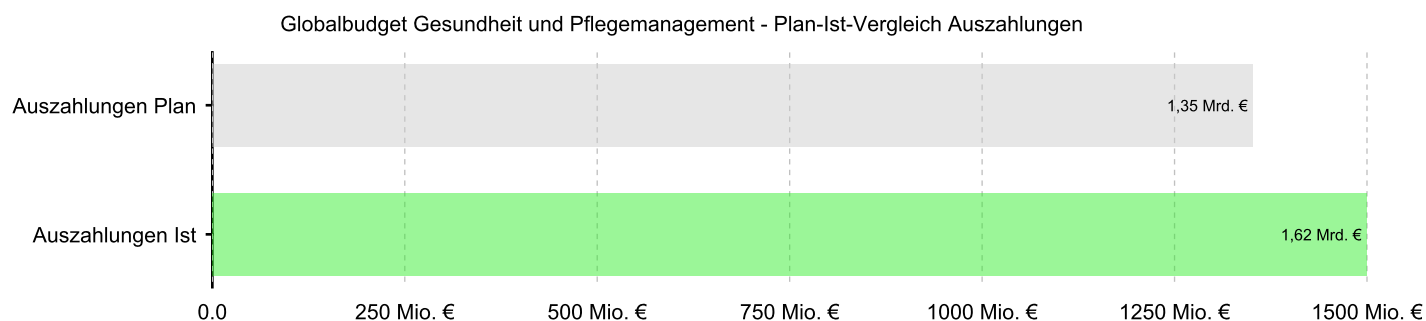 Globalbudget Gesundheit und Pflegemanagement - Plan-Ist-Vergleich Auszahlungen
Auszahlungen Plan
1,35 Mrd. €
Auszahlungen Ist
1,62 Mrd. €
0.0 250 Mio. € 500 Mio. € 750 Mio. € 1000 Mio. € 1250 Mio. € 1500 Mio. €